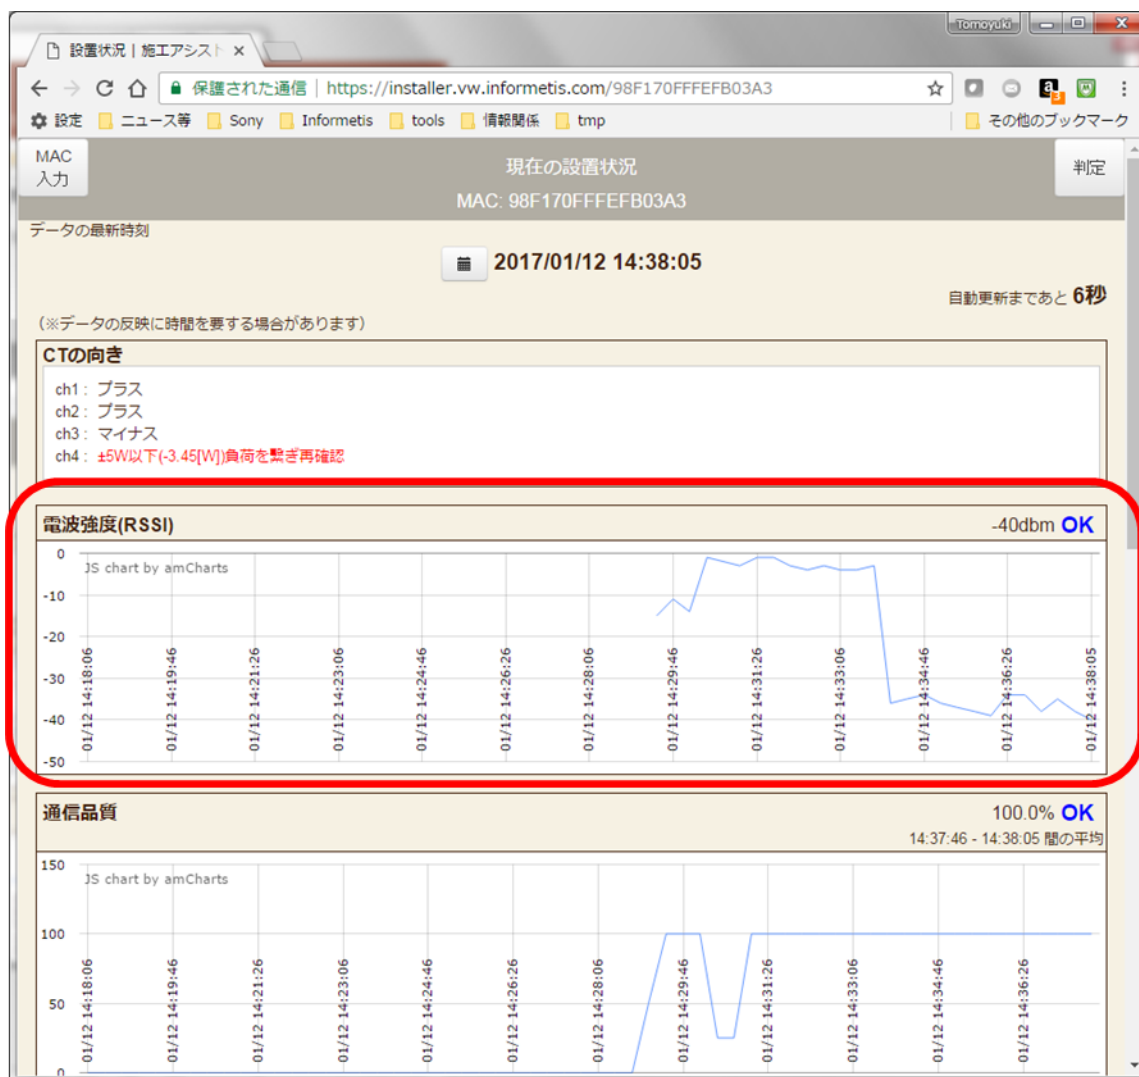 Tomoyuki
設置状況 | 施工アシスト
保護された通信 | https://installer.vw.informetis.com/98F170FFFEFB03A3
設定 ニュース等 Sony Informetis tools 情報関係 tmp その他のブックマーク
MAC
入力
現在の設置状況
判定
MAC: 98F170FFFEFB03A3
データの最新時刻
2017/01/12 14:38:05
自動更新まであと 6秒
(※データの反映に時間を要する場合があります)
CTの向き
ch1 : プラス
ch2 : プラス
ch3 : マイナス
ch4 : ±5W以下(-3.45[W])負荷を繋ぎ再確認
電波強度(RSSI) -40dbm OK
JS chart by amCharts
0
-10
-20
-30
-40
-50
01/12 14:18:06
01/12 14:19:46
01/12 14:21:26
01/12 14:23:06
01/12 14:24:46
01/12 14:26:26
01/12 14:28:06
01/12 14:29:46
01/12 14:31:26
01/12 14:33:06
01/12 14:34:46
01/12 14:36:26
01/12 14:38:05
通信品質 100.0% OK
14:37:46 - 14:38:05 間の平均
JS chart by amCharts
150
100
50
0
01/12 14:18:06
01/12 14:19:46
01/12 14:21:26
01/12 14:23:06
01/12 14:24:46
01/12 14:26:26
01/12 14:28:06
01/12 14:29:46
01/12 14:31:26
01/12 14:33:06
01/12 14:34:46
01/12 14:36:26